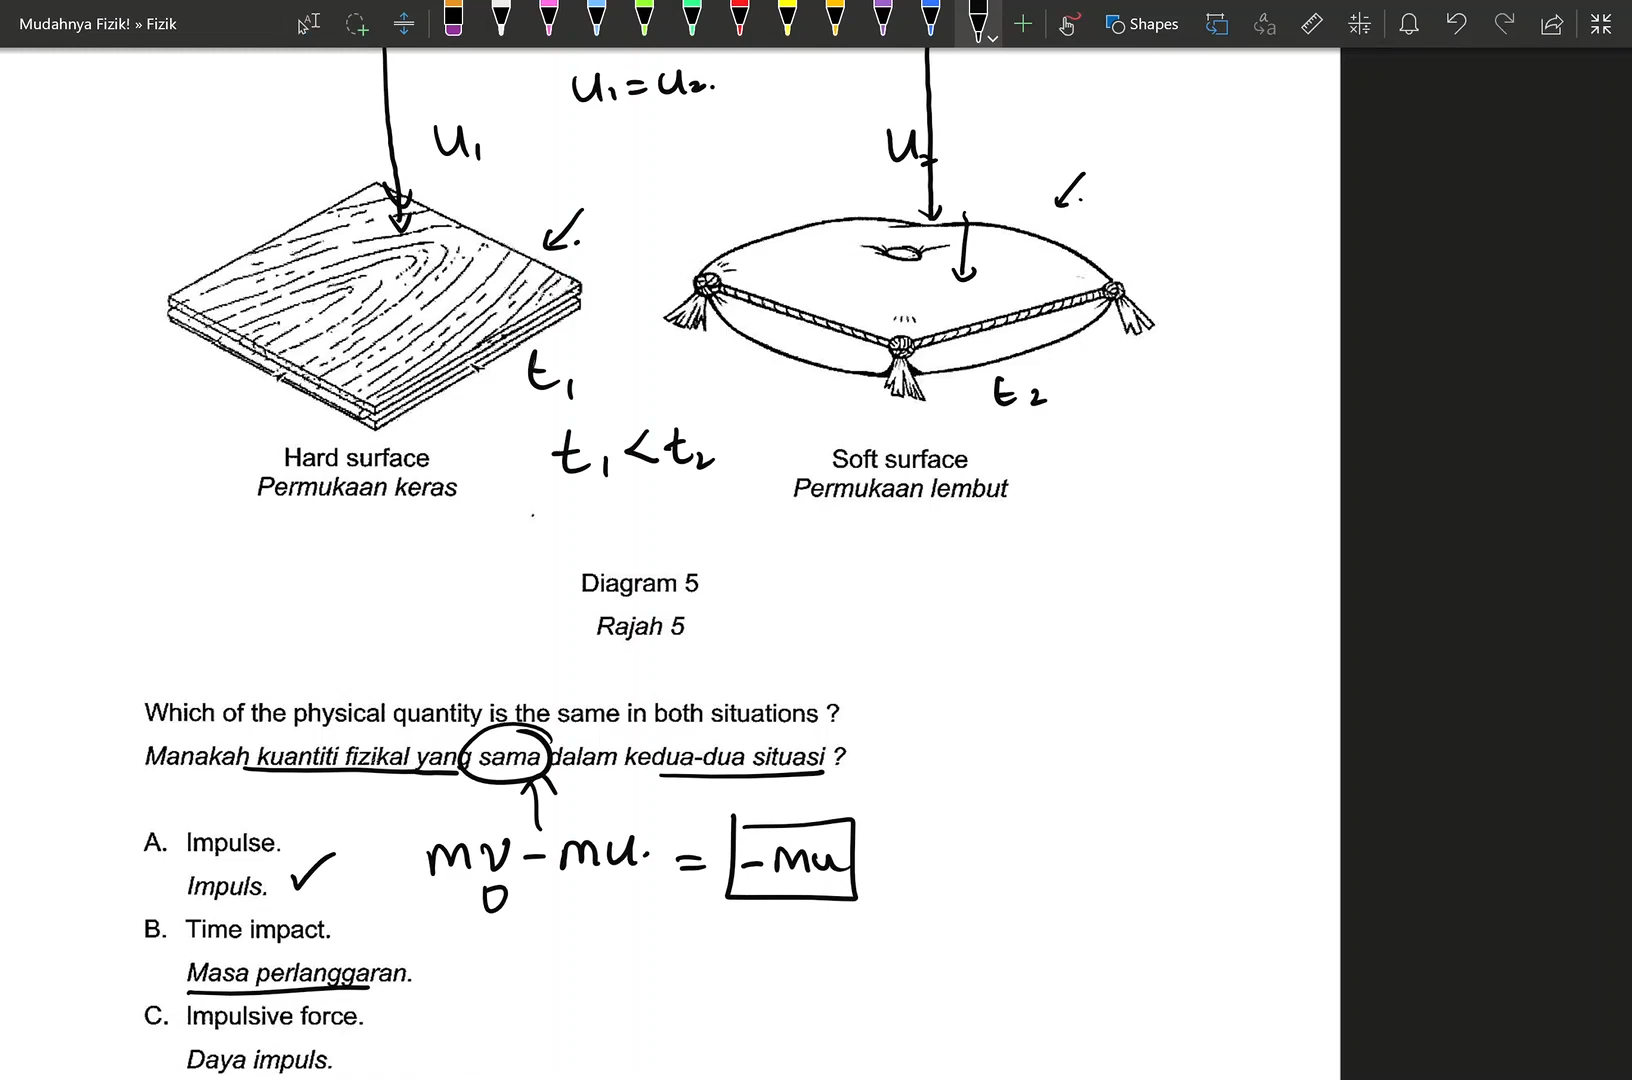 Mudahnya Fizik! » Fizik
Shapes
u₁ = u₂.
u₁
u₂
t₁
t₂
t₁ < t₂
Hard surface
Permukaan keras
Soft surface
Permukaan lembut
Diagram 5
Rajah 5
Which of the physical quantity is the same in both situations ?
Manakah kuantiti fizikal yang sama dalam kedua-dua situasi ?
A. Impulse.
Impuls.
mv - mu. = -mu
0
B. Time impact.
Masa perlanggaran.
C. Impulsive force.
Daya impuls.